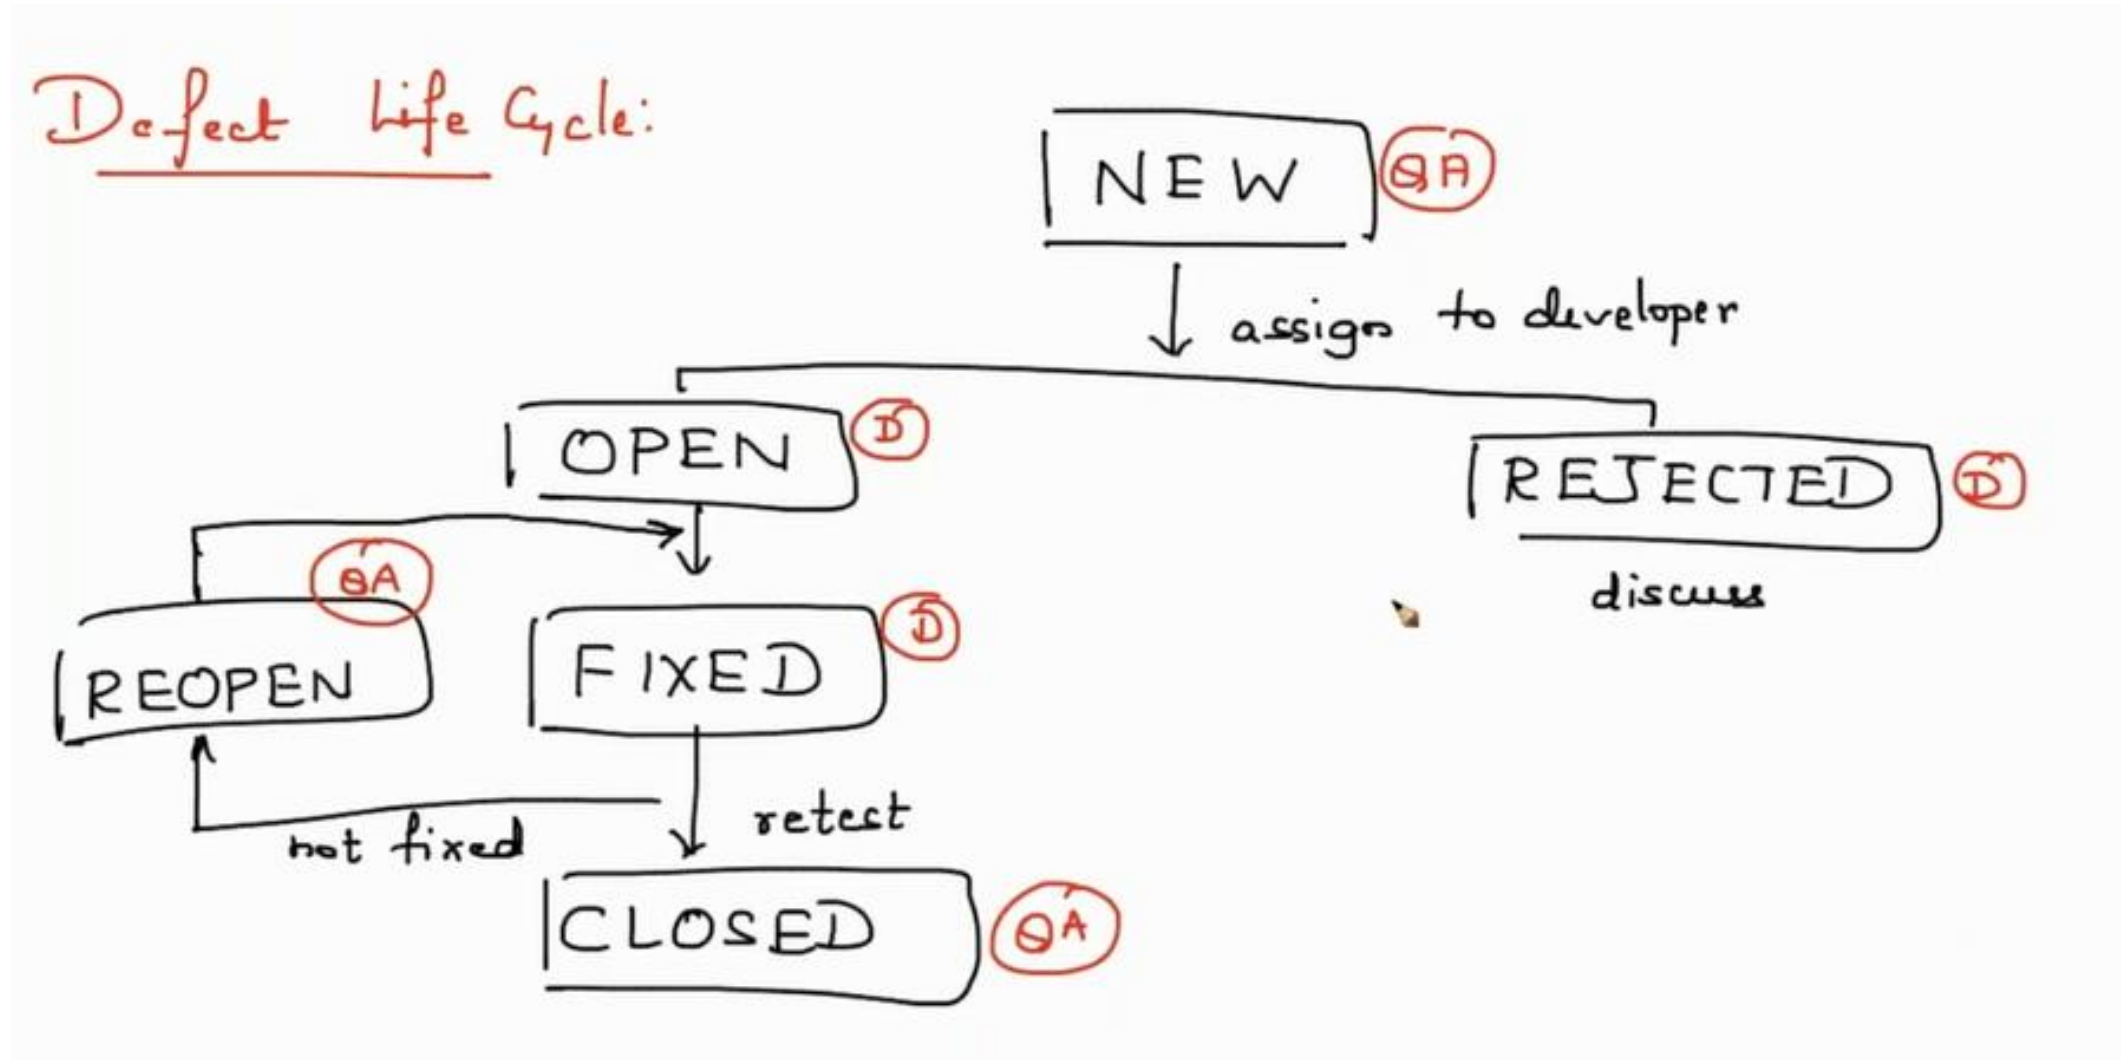 Defect Life Cycle:
NEW QA
assign to developer
OPEN D
REJECTED D
discuss
QA
REOPEN
FIXED D
not fixed
retest
CLOSED QA